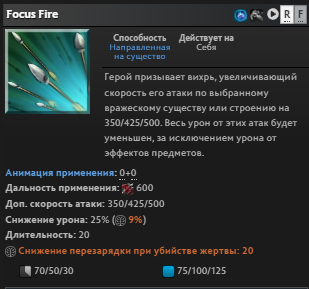 Focus Fire
R F
Способность Действует на
Направленная Себя
на существо
Герой призывает вихрь, увеличивающий
скорость его атаки по выбранному
вражескому существу или строению на
350/425/500. Весь урон от этих атак будет
уменьшен, за исключением урона от
эффектов предметов.
Анимация применения: 0+0
Дальность применения: 600
Доп. скорость атаки: 350/425/500
Снижение урона: 25% ( 9%)
Длительность: 20
Снижение перезарядки при убийстве жертвы: 20
70/50/30 75/100/125